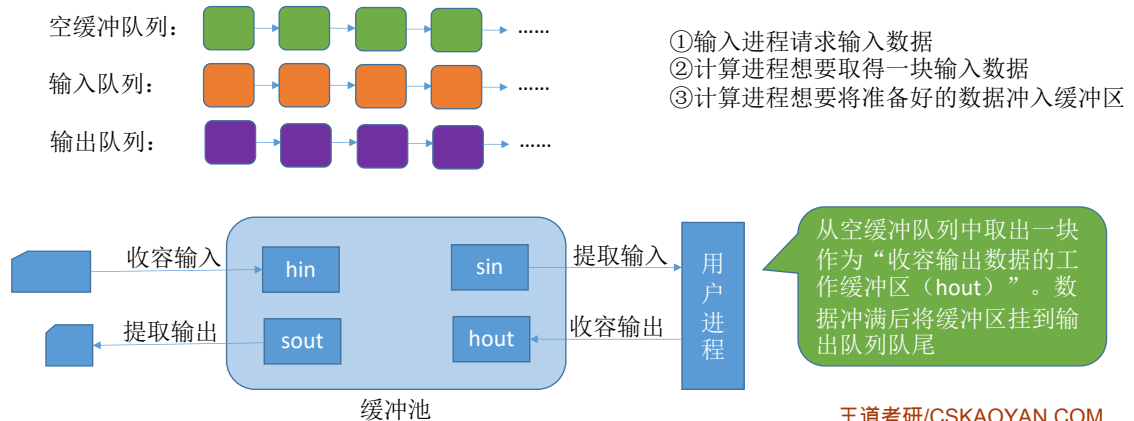 空缓冲队列：
......
输入队列：
......
输出队列：
......
①输入进程请求输入数据
②计算进程想要取得一块输入数据
③计算进程想要将准备好的数据冲入缓冲区
收容输入
hin
sin
提取输入
提取输出
sout
hout
收容输出
用户进程
缓冲池
从空缓冲队列中取出一块
作为“收容输出数据的工
作缓冲区（hout）”。数
据冲满后将缓冲区挂到输
出队列队尾
王道考研/CSKAOYAN.COM